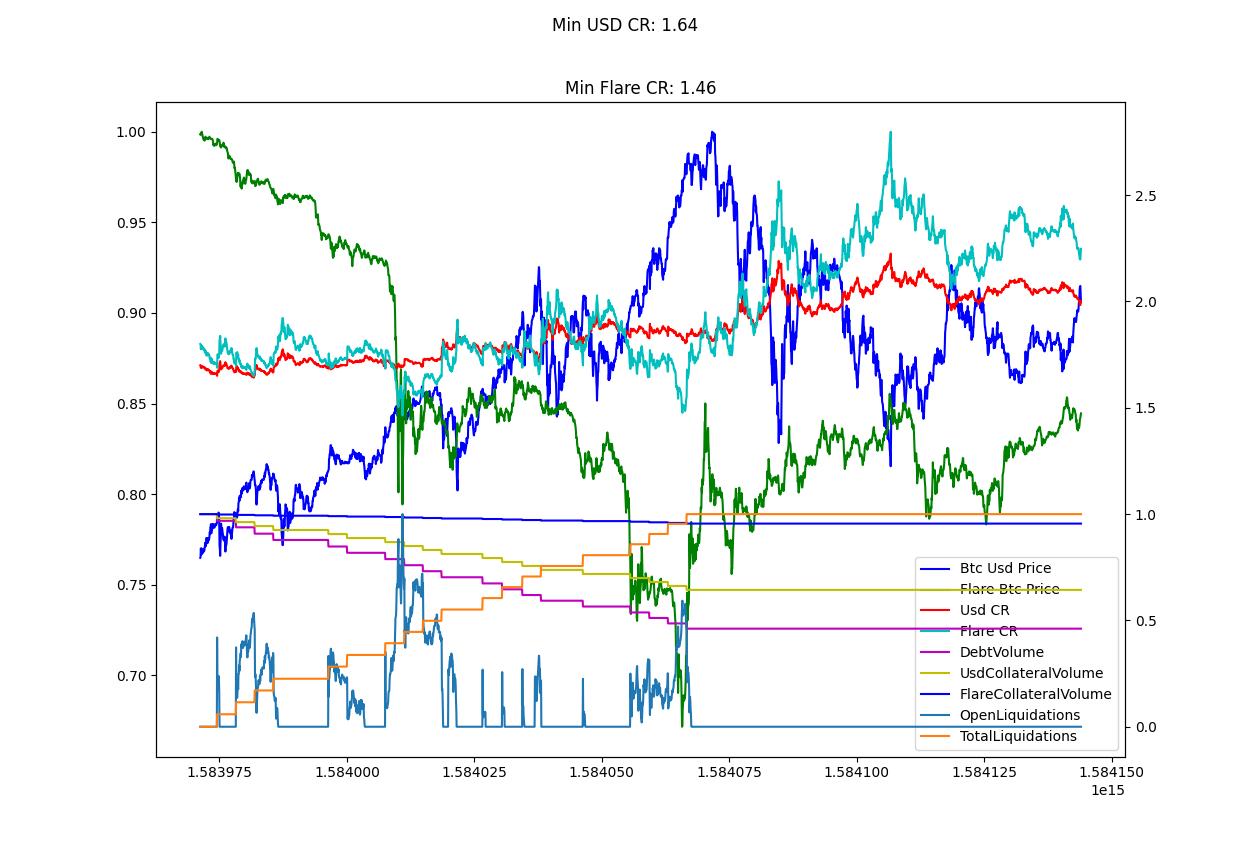 Min USD CR: 1.64
Min Flare CR: 1.46
1.00
0.95
0.90
0.85
0.80
0.75
0.70
2.5
2.0
1.5
1.0
0.5
0.0
Btc Usd Price
Flare Btc Price
Usd CR
Flare CR
DebtVolume
UsdCollateralVolume
FlareCollateralVolume
OpenLiquidations
TotalLiquidations
1.583975 1.584000 1.584025 1.584050 1.584075 1.584100 1.584125 1.584150
1e15